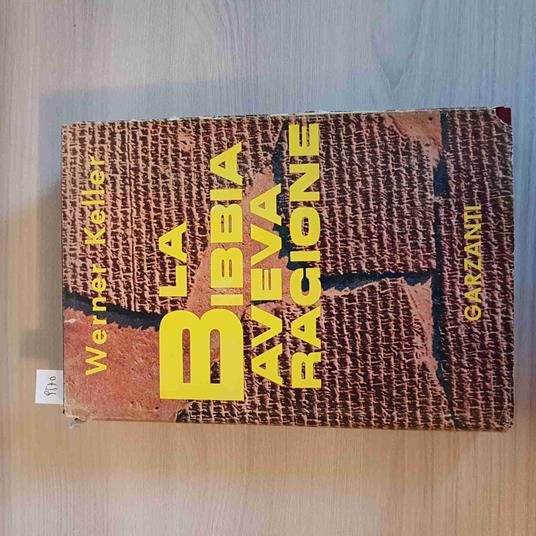 Werner Keller
LA
BIBBIA
AVEVA
RAGIONE
GARZANTI